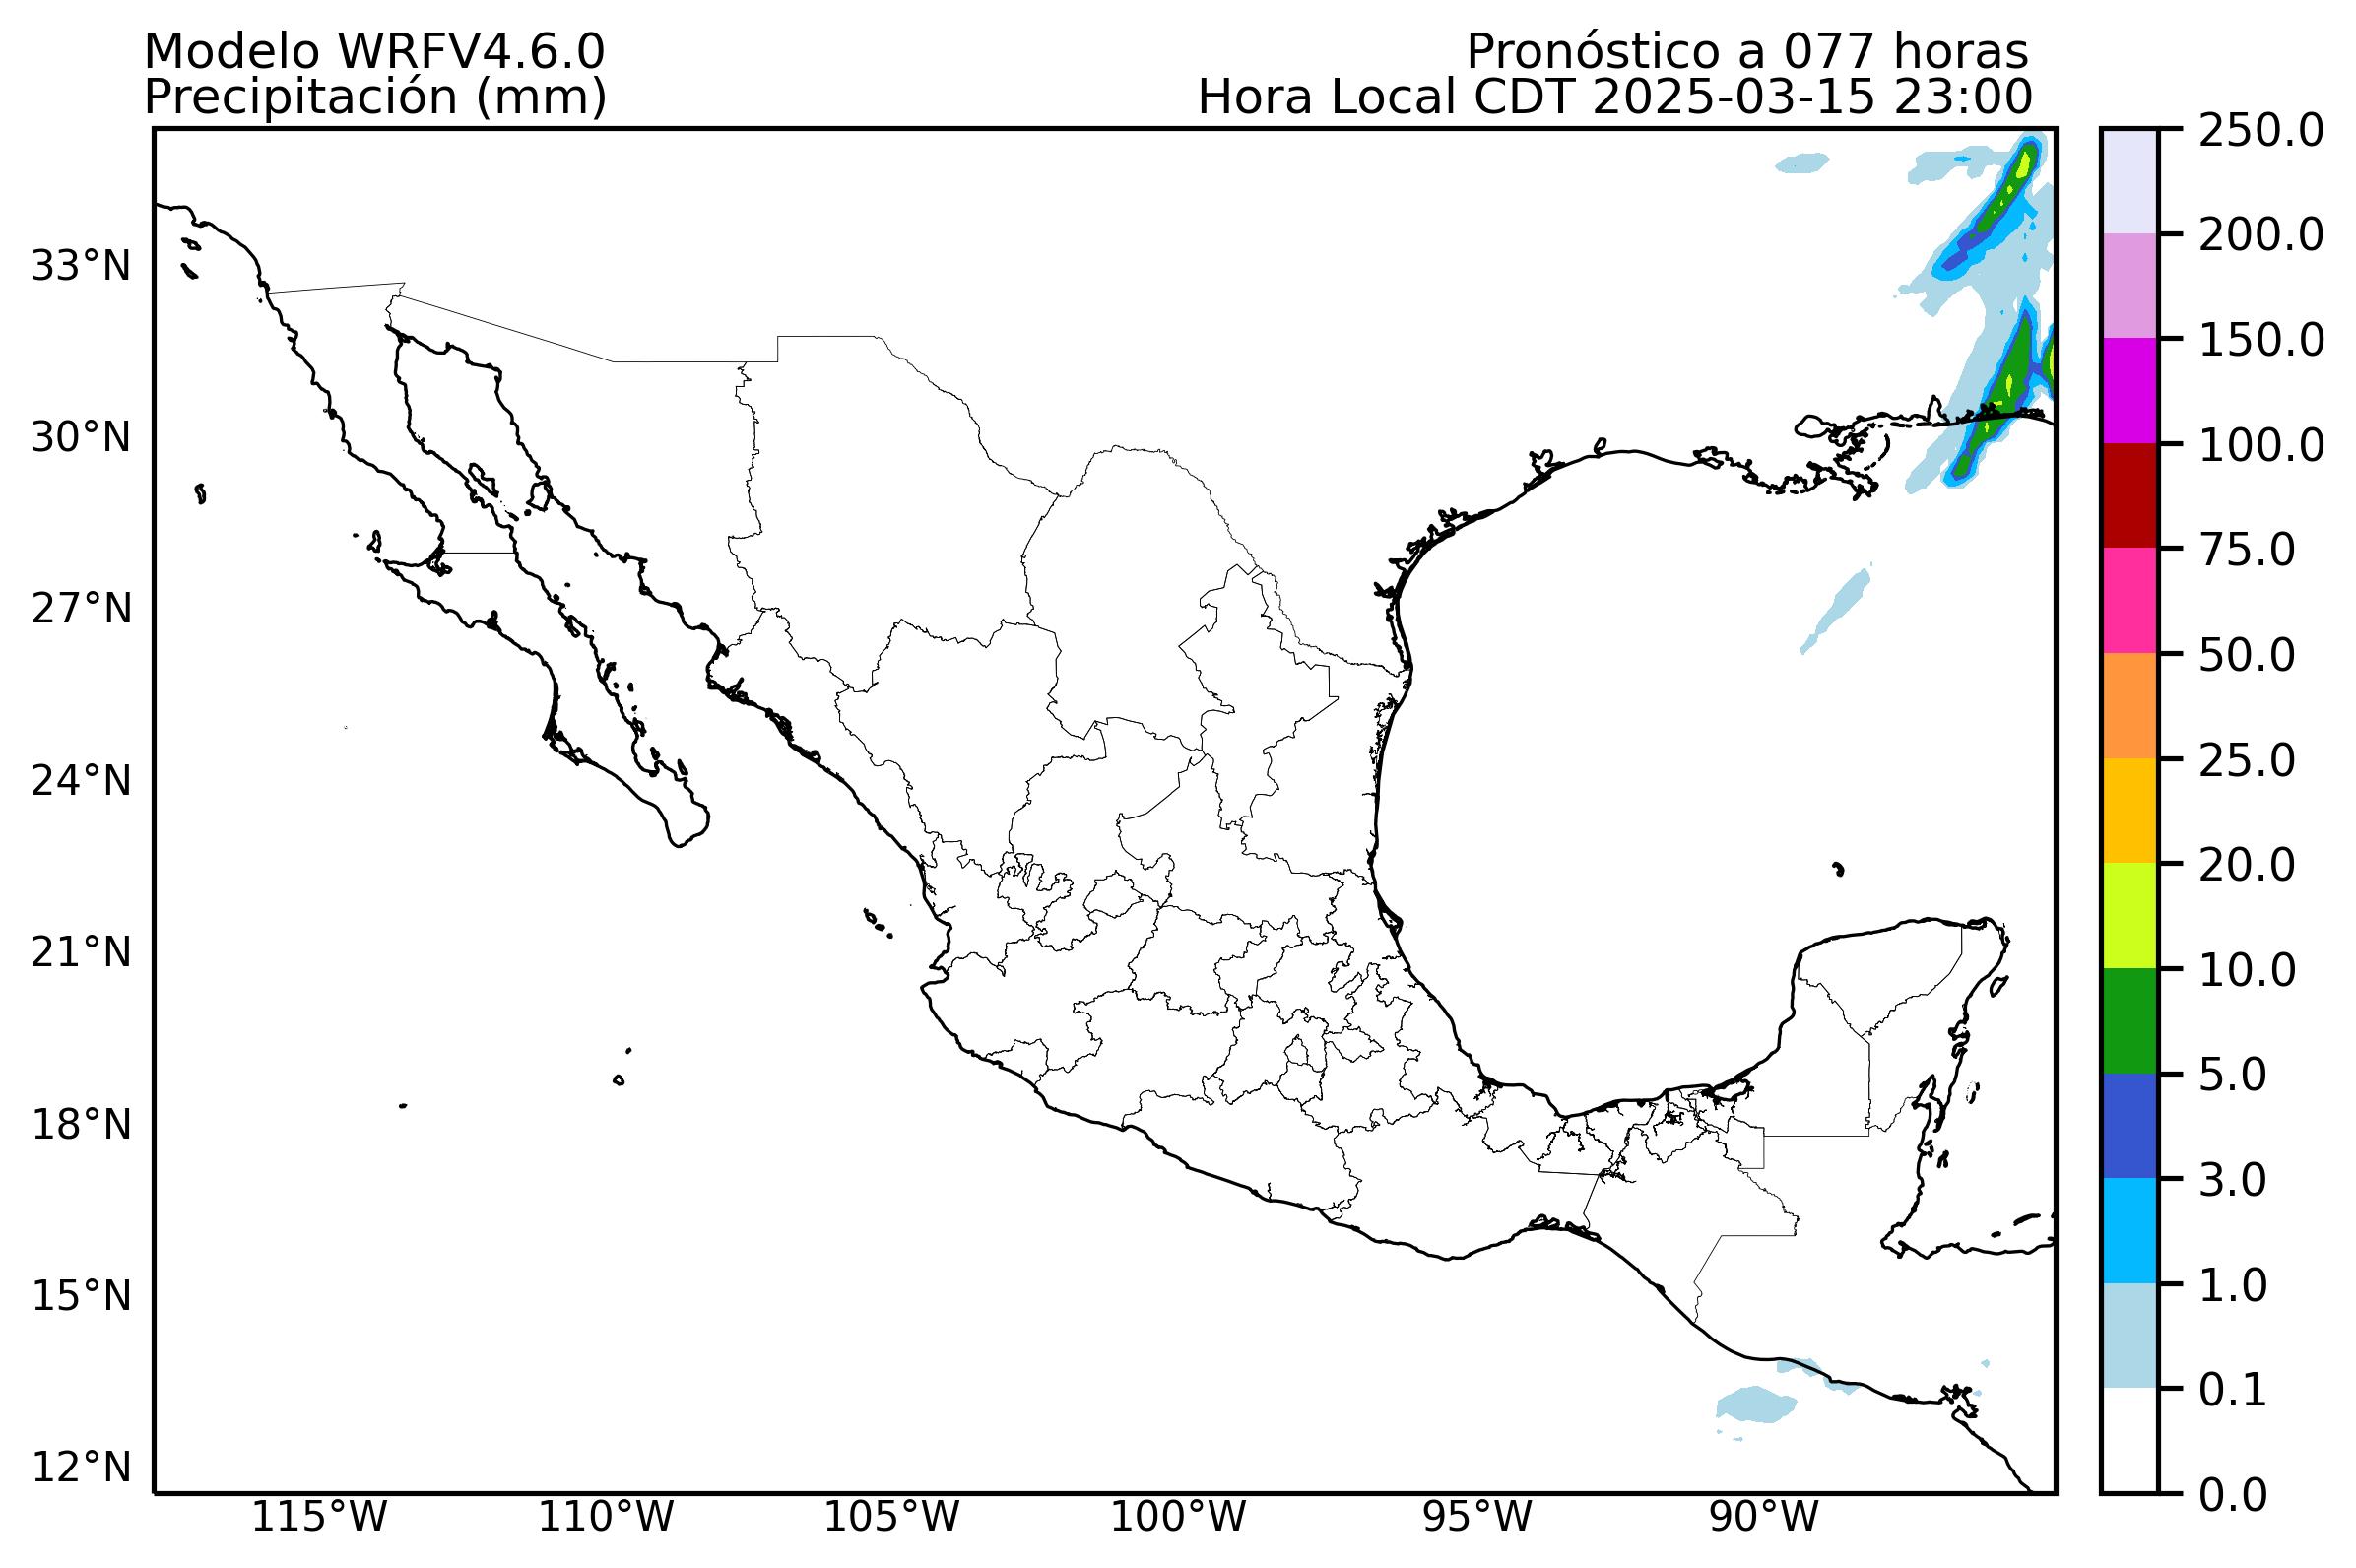 Modelo WRFV4.6.0
Precipitación (mm)
Pronóstico a 077 horas
Hora Local CDT 2025-03-15 23:00
33°N
30°N
27°N
24°N
21°N
18°N
15°N
12°N
115°W
110°W
105°W
100°W
95°W
90°W
250.0
200.0
150.0
100.0
75.0
50.0
25.0
20.0
10.0
5.0
3.0
1.0
0.1
0.0